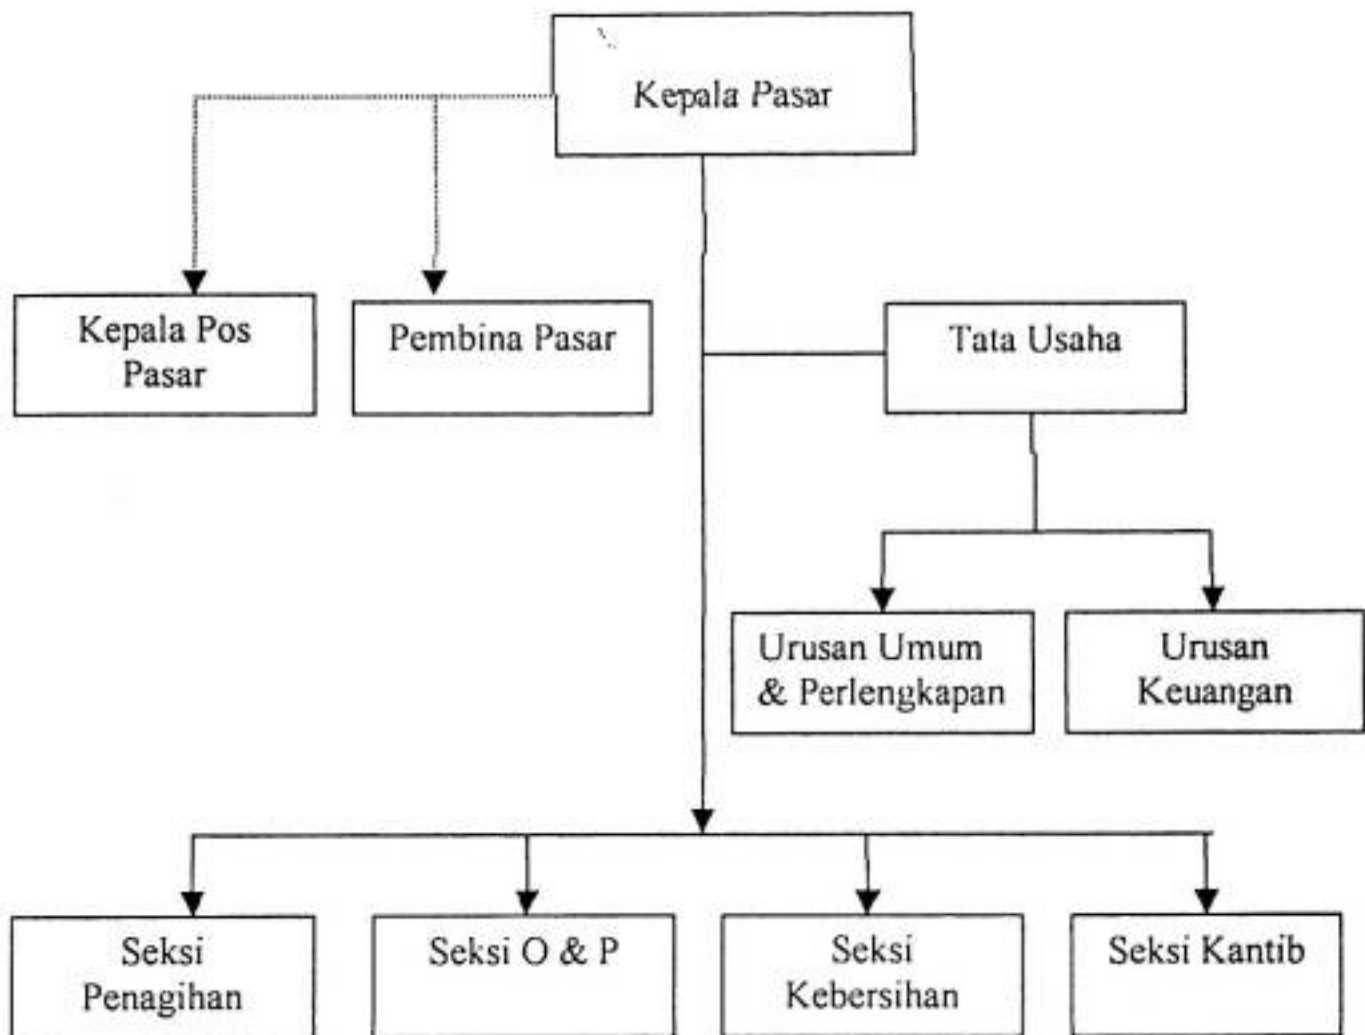 Kepala Pasar
Kepala Pos
Pasar
Pembina Pasar
Tata Usaha
Urusan Umum
& Perlengkapan
Urusan
Keuangan
Seksi
Penagihan
Seksi O & P
Seksi
Kebersihan
Seksi Kantib